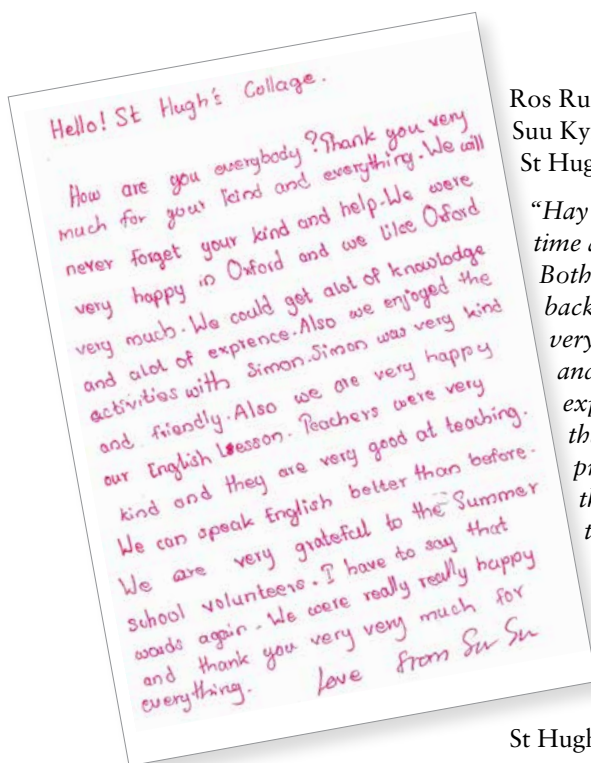 Hello! St Hugh's Collage.
How are you everybody? Thank you very
much for your kind and everything. We will
never forget your kind and help. We were
very happy in Oxford and we like Oxford
very much. We could get alot of knowlodge
and alot of exprence. Also we enjoged the
activities with Simon. Simon was very kind
and friendly. Also we are very happy
our English Lesson. Teachers were very
kind and they are very good at teaching.
We can speak English better than before.
We are very gratefull to the Summer
school volunteers. I have to say that
words again. We were really really happy
and thank you very very much for
everything. Love from Su Su
Ros Ru
Suu Ky
St Hug
"Hay
time a
Both
back
very
and
exp
th
pr
th
t
St Hugh